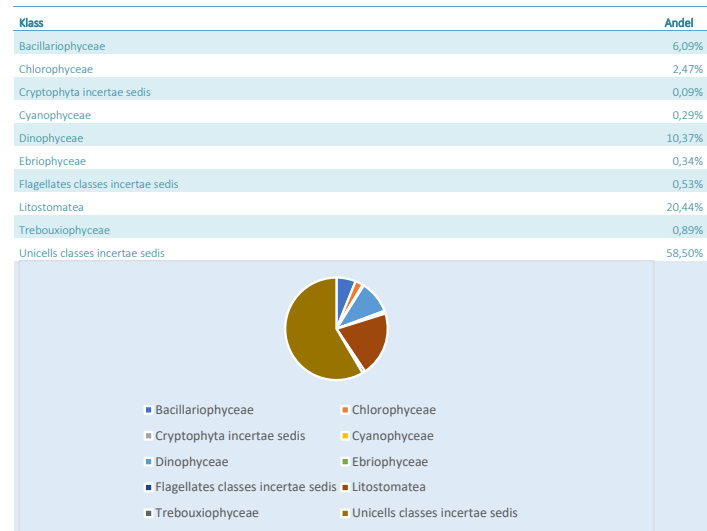 Klass Andel
Bacillariophyceae 6,09%
Chlorophyceae 2,47%
Cryptophyta incertae sedis 0,09%
Cyanophyceae 0,29%
Dinophyceae 10,37%
Ebriophyceae 0,34%
Flagellates classes incertae sedis 0,53%
Litostomatea 20,44%
Trebouxiophyceae 0,89%
Unicells classes incertae sedis 58,50%
Bacillariophyceae Chlorophyceae
Cryptophyta incertae sedis Cyanophyceae
Dinophyceae Ebriophyceae
Flagellates classes incertae sedis Litostomatea
Trebouxiophyceae Unicells classes incertae sedis